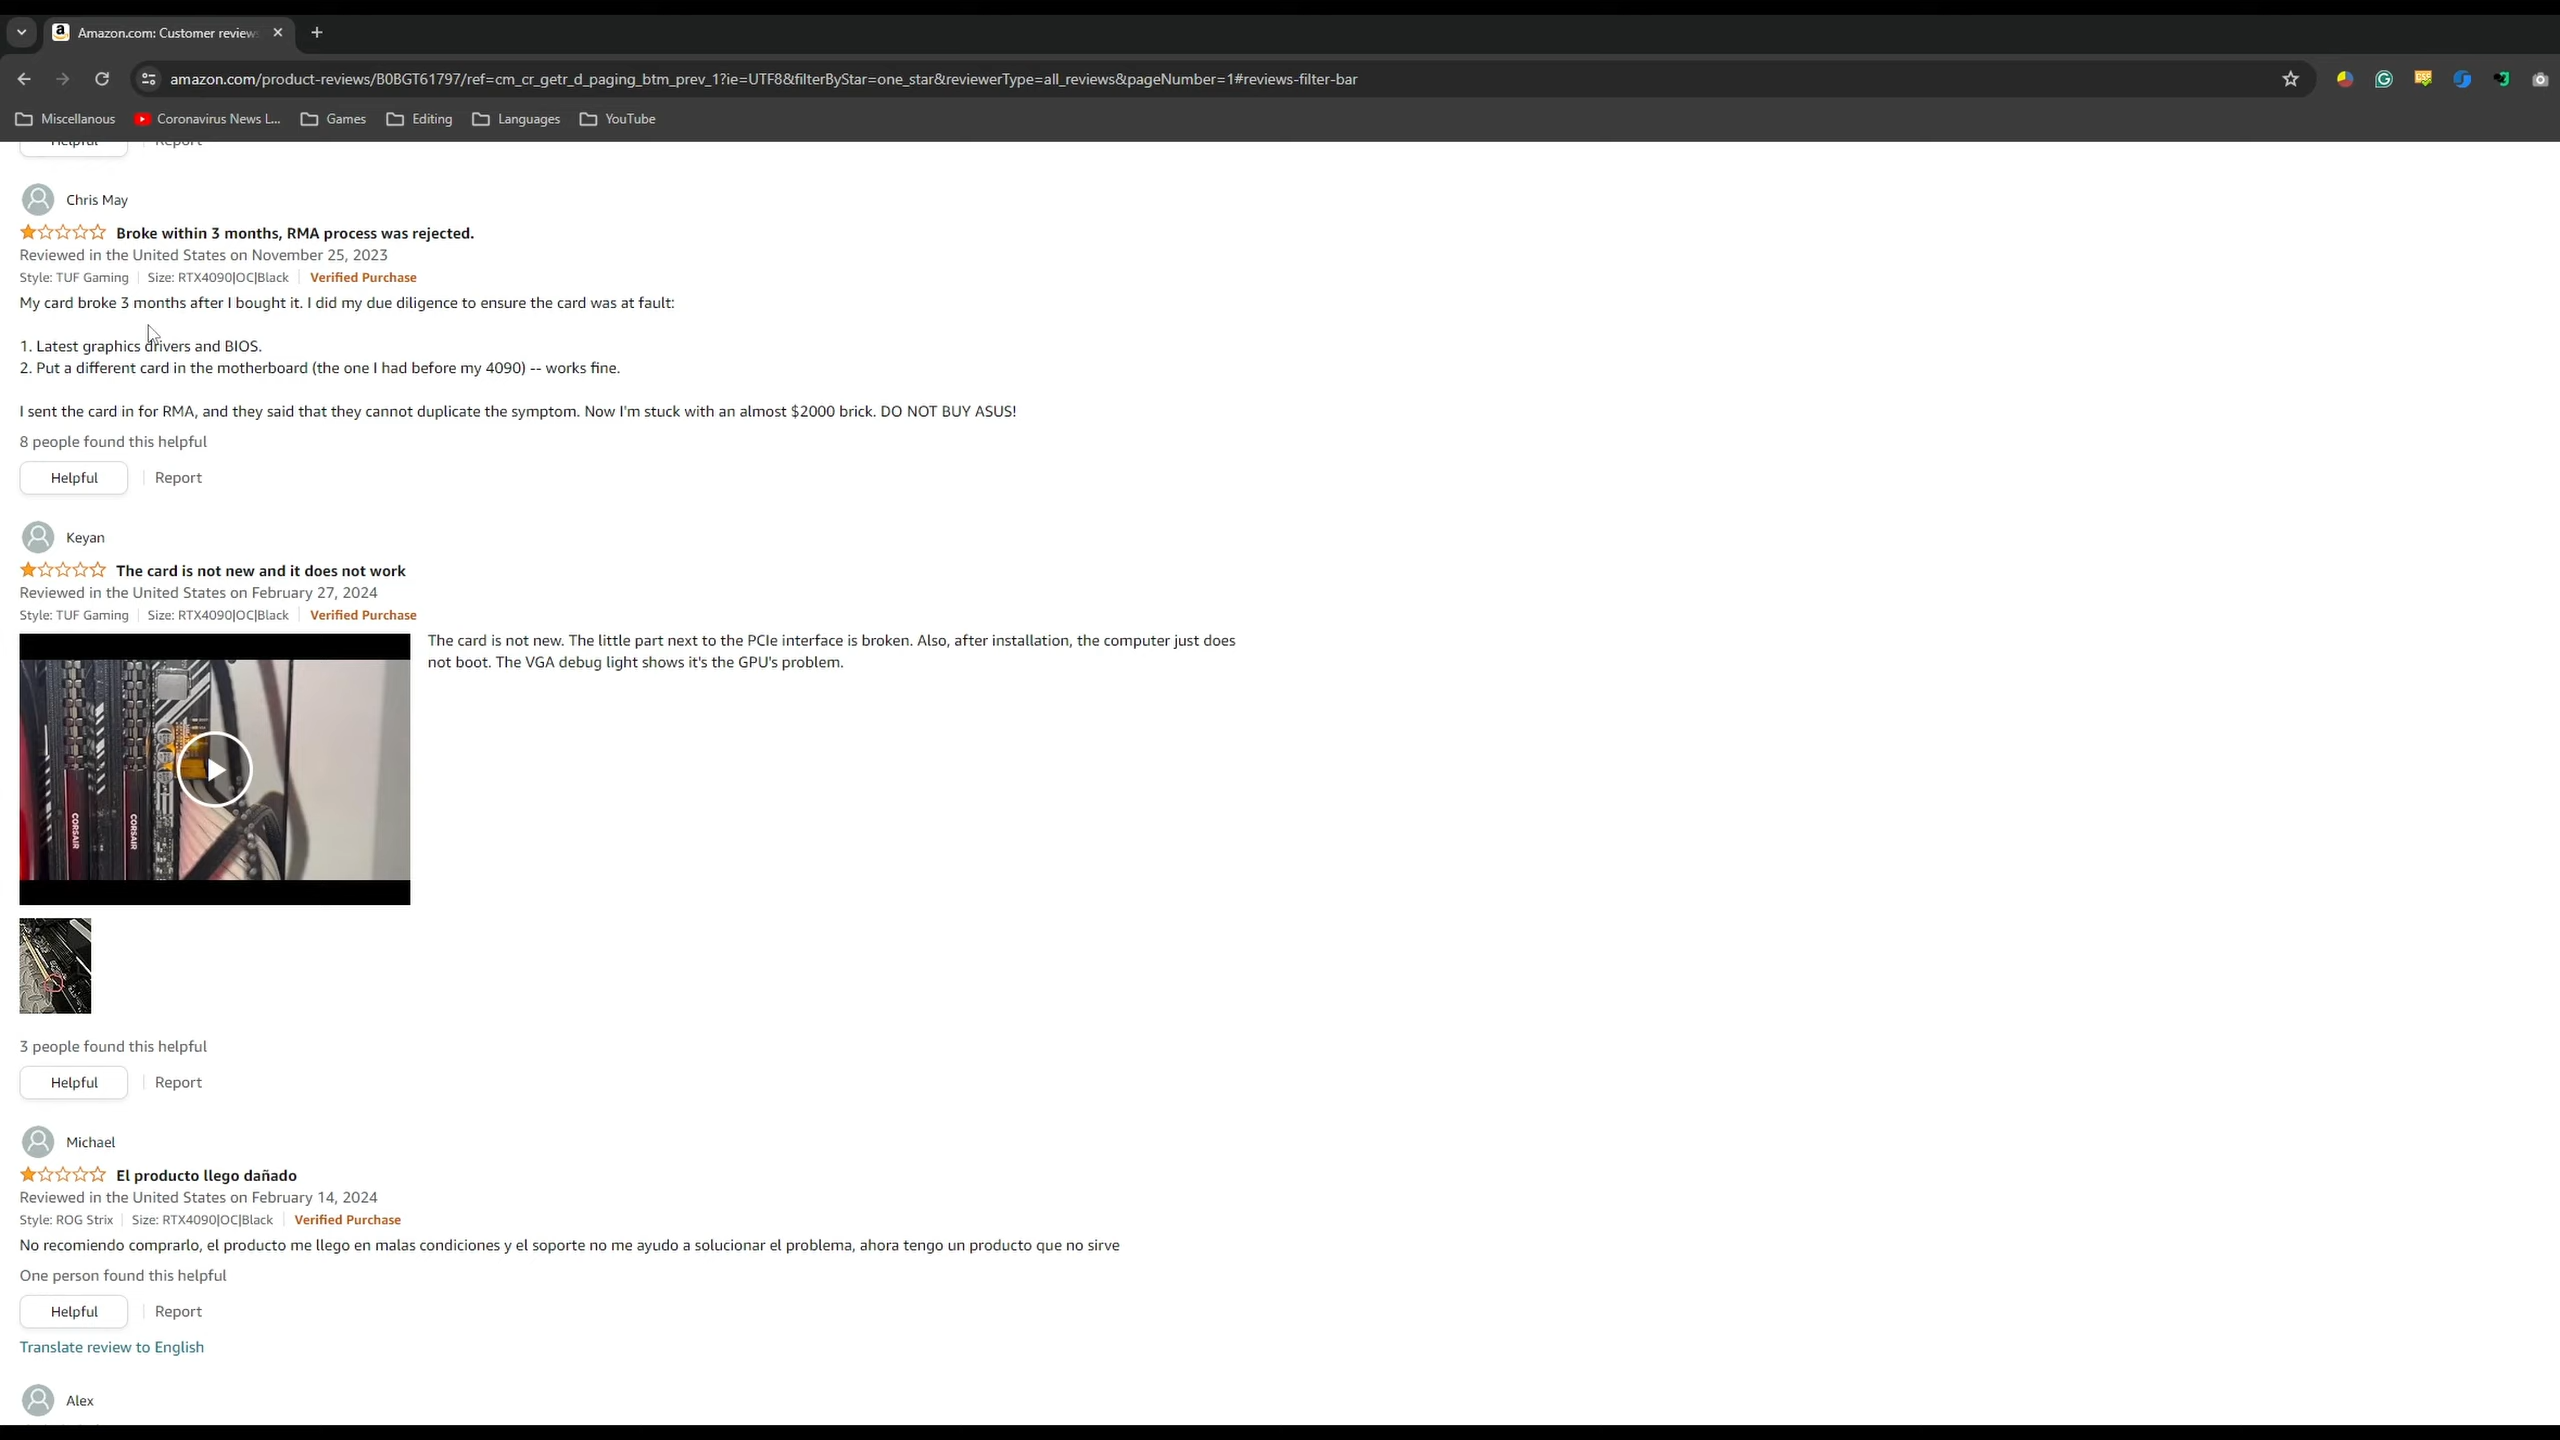 Amazon.com: Customer review
amazon.com/product-reviews/B0BGT61797/ref=cm_cr_getr_d_paging_btm_prev_1?ie=UTF8&filterByStar=one_star&reviewerType=all_reviews&pageNumber=1#reviews-filter-bar
Miscellanous
Coronavirus News L...
Games
Editing
Languages
YouTube
Helpful Report
Chris May
Broke within 3 months, RMA process was rejected.
Reviewed in the United States on November 25, 2023
Style: TUF Gaming | Size: RTX4090|OC|Black | Verified Purchase
My card broke 3 months after I bought it. I did my due diligence to ensure the card was at fault:
1. Latest graphics drivers and BIOS.
2. Put a different card in the motherboard (the one I had before my 4090) -- works fine.
I sent the card in for RMA, and they said that they cannot duplicate the symptom. Now I'm stuck with an almost $2000 brick. DO NOT BUY ASUS!
8 people found this helpful
Helpful | Report
Keyan
The card is not new and it does not work
Reviewed in the United States on February 27, 2024
Style: TUF Gaming | Size: RTX4090|OC|Black | Verified Purchase
The card is not new. The little part next to the PCIe interface is broken. Also, after installation, the computer just does
not boot. The VGA debug light shows it's the GPU's problem.
CORSAIR
CORSAIR
3 people found this helpful
Helpful | Report
Michael
El producto llego dañado
Reviewed in the United States on February 14, 2024
Style: ROG Strix | Size: RTX4090|OC|Black | Verified Purchase
No recomiendo comprarlo, el producto me llego en malas condiciones y el soporte no me ayudo a solucionar el problema, ahora tengo un producto que no sirve
One person found this helpful
Helpful | Report
Translate review to English
Alex